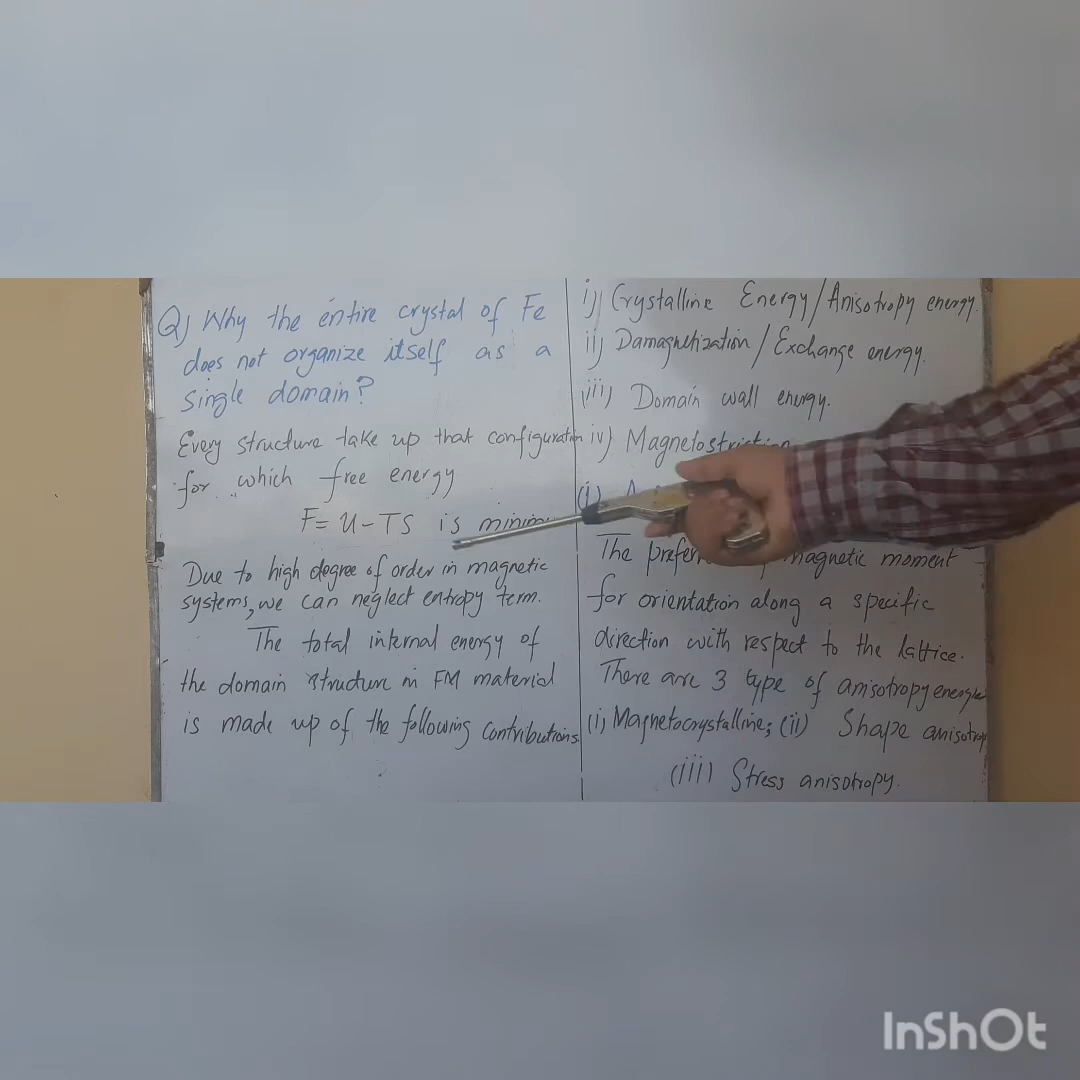 Q) Why the entire crystal of Fe
does not organize itself as a
single domain?
Every structure take up that configuration
for which free energy
F = U - TS is minim
Due to high degree of order in magnetic
systems, we can neglect entropy term.
The total internal energy of
the domain structure in FM material
is made up of the following contributions
i) Crystalline Energy/Anisotropy energy.
ii) Damagnetization/Exchange energy.
(iii) Domain wall energy.
iv) Magnetostriction
(i)
The magnetic moment
for orientation along a specific
direction with respect to the lattice.
There are 3 type of anisotropy energie
(i) Magnetocrystalline; (ii) Shape anisotrop
(iii) Stress anisotropy.
InShOt